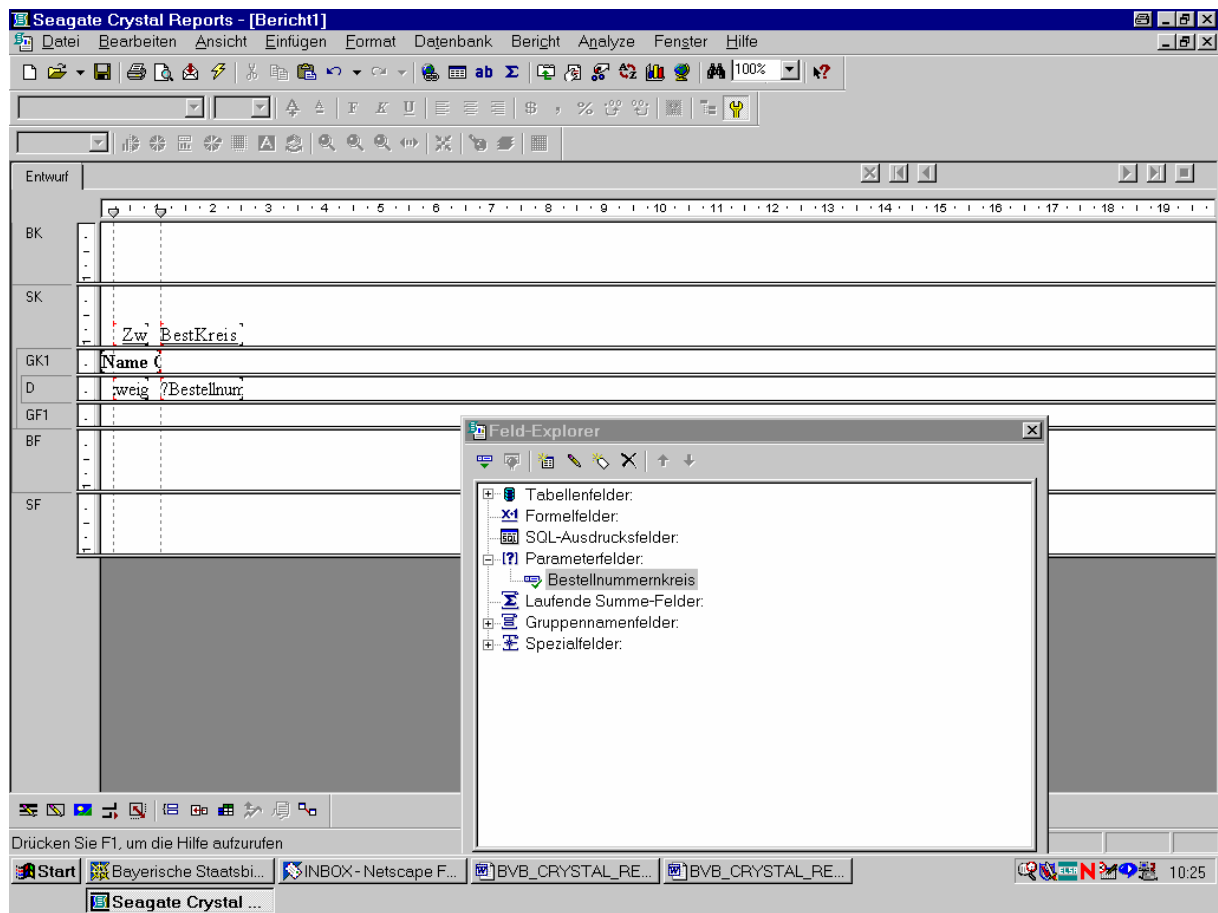 Seagate Crystal Reports - [Bericht1]
Datei Bearbeiten Ansicht Einfügen Format Datenbank Bericht Analyze Fenster Hilfe
ab Σ 100%
F K U
Entwurf
1 2 3 4 5 6 7 8 9 10 11 12 13 14 15 16 17 18 19
BK
SK
Zw BestKreis
GK1 Name
D weig ?Bestellnum
GF1
BF
SF
Feld-Explorer
Tabellenfelder:
X+1 Formelfelder:
SQL SQL-Ausdrucksfelder:
[?] Parameterfelder:
Bestellnummernkreis
Σ Laufende Summe-Felder:
Gruppennamenfelder:
Spezialfelder:
Drücken Sie F1, um die Hilfe aufzurufen
Start Bayerische Staatsbi... INBOX - Netscape F... BVB_CRYSTAL_RE... BVB_CRYSTAL_RE... ELSA N 10:25
Seagate Crystal ...